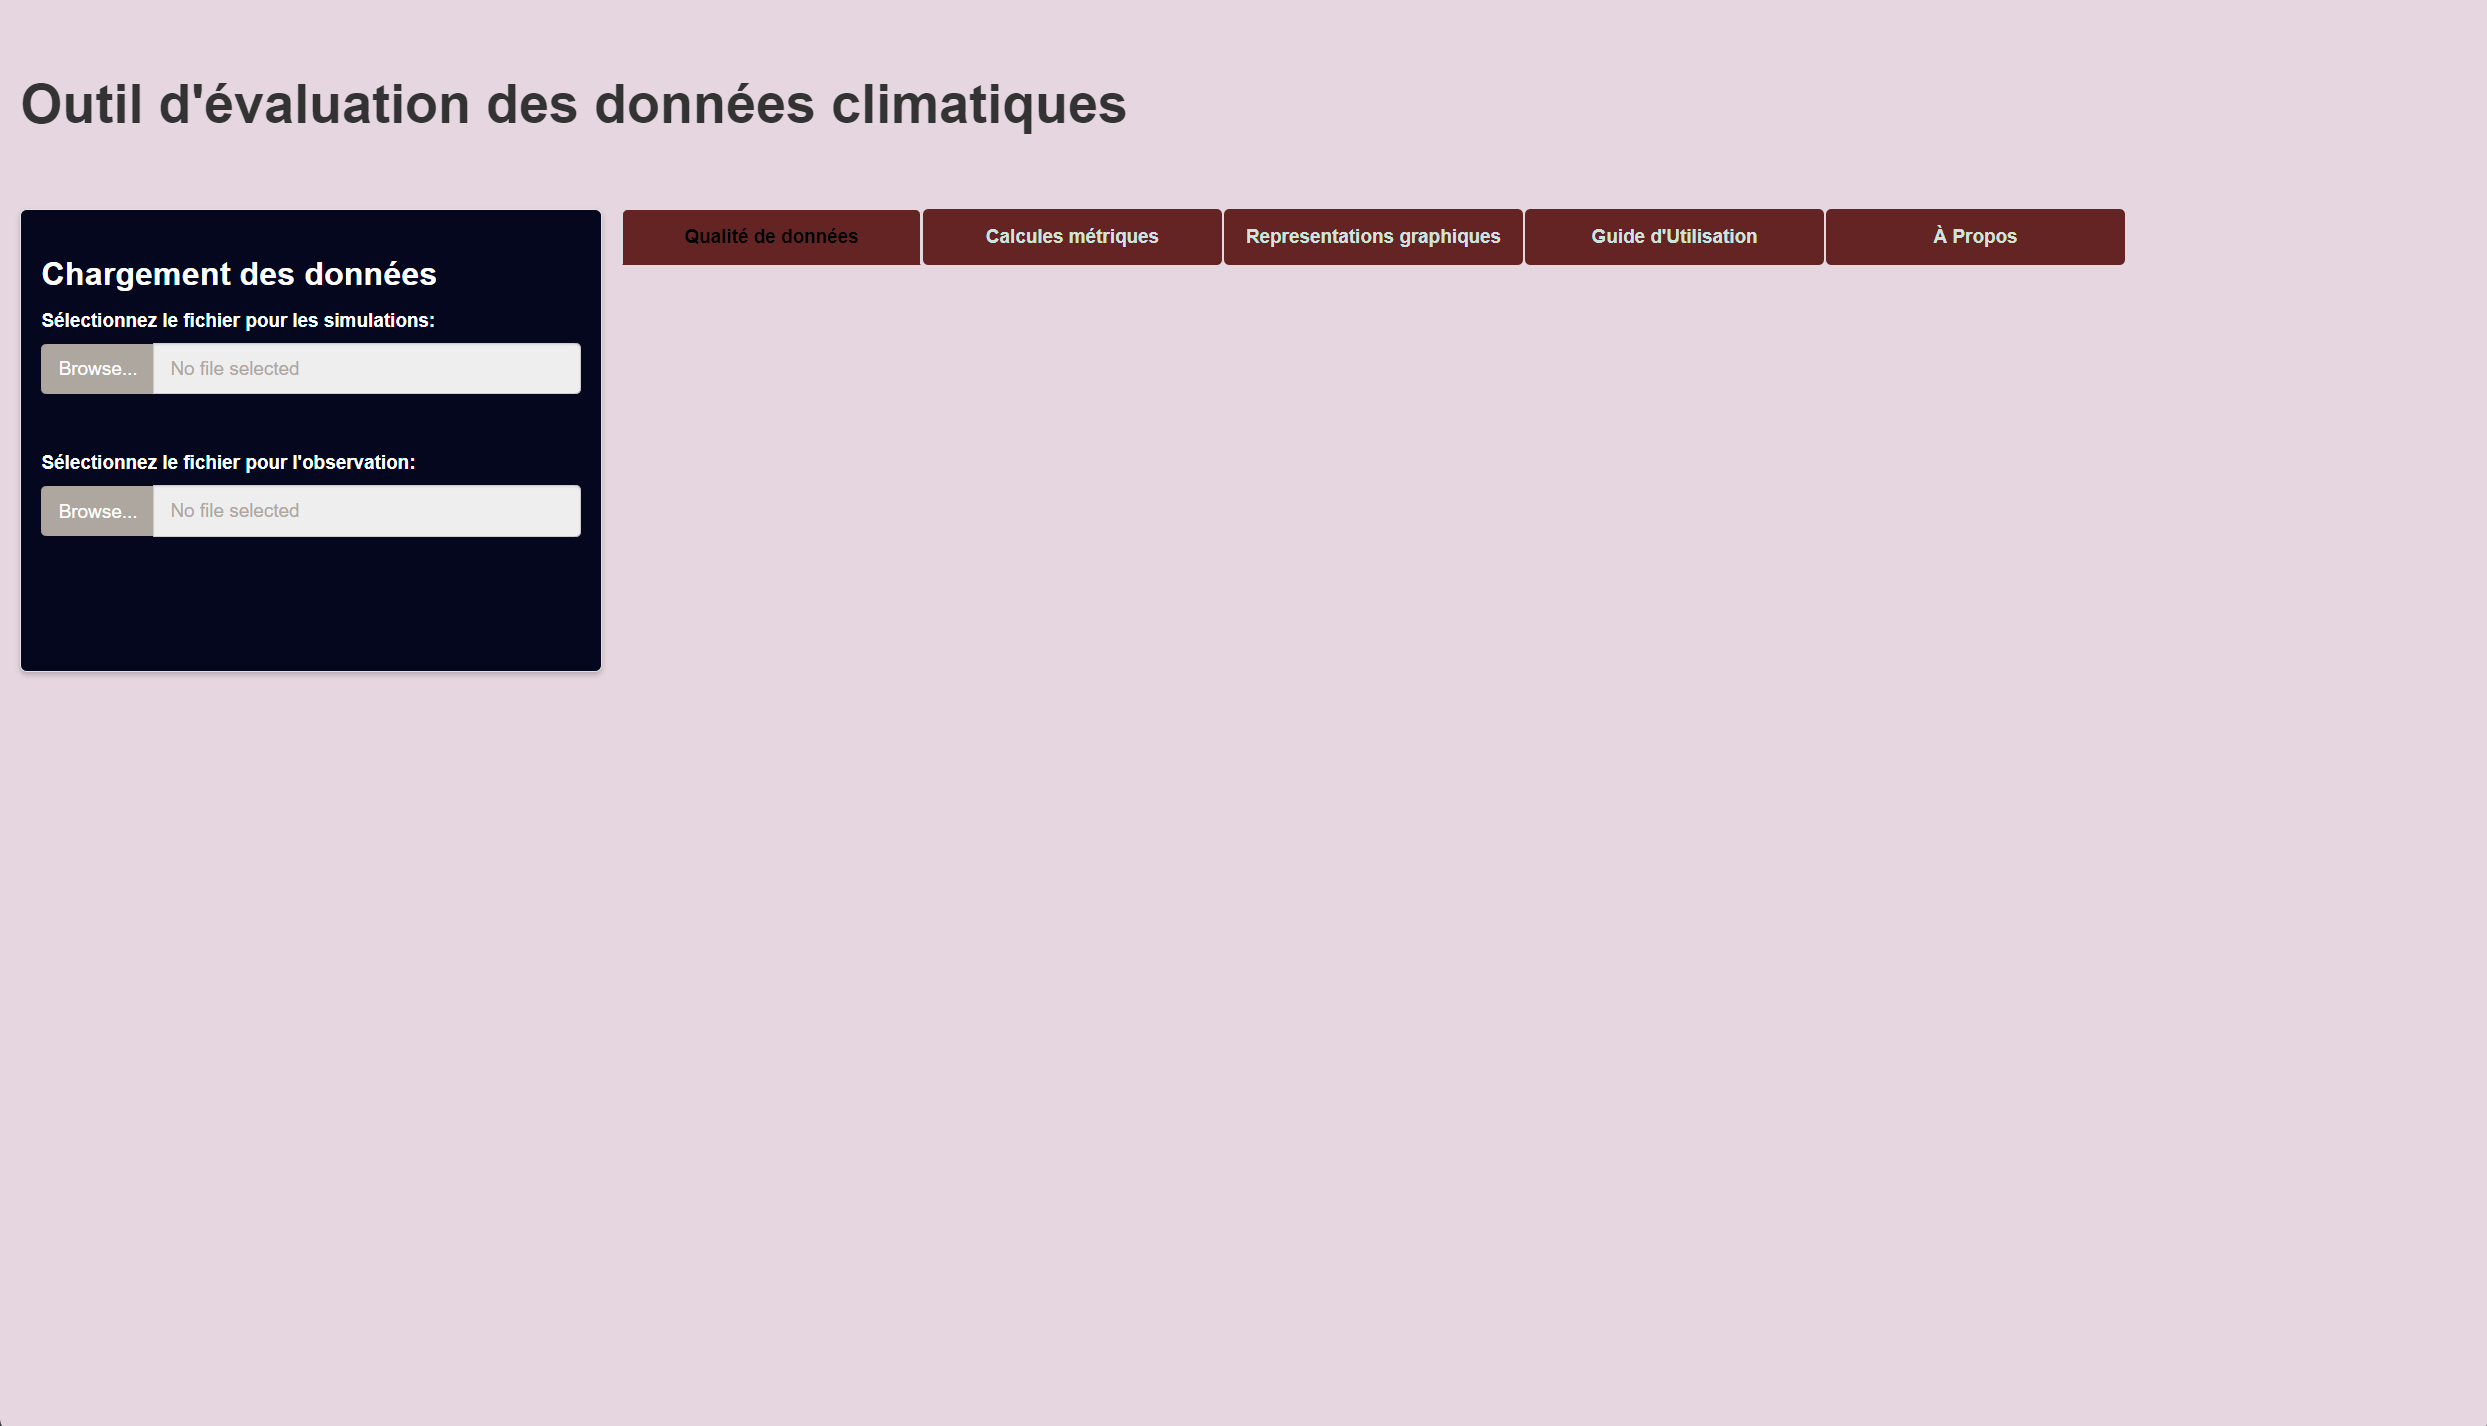 Outil d'évaluation des données climatiques
Chargement des données
Sélectionnez le fichier pour les simulations:
Browse... No file selected
Sélectionnez le fichier pour l'observation:
Browse... No file selected
Qualité de données Calcules métriques Representations graphiques Guide d'Utilisation À Propos